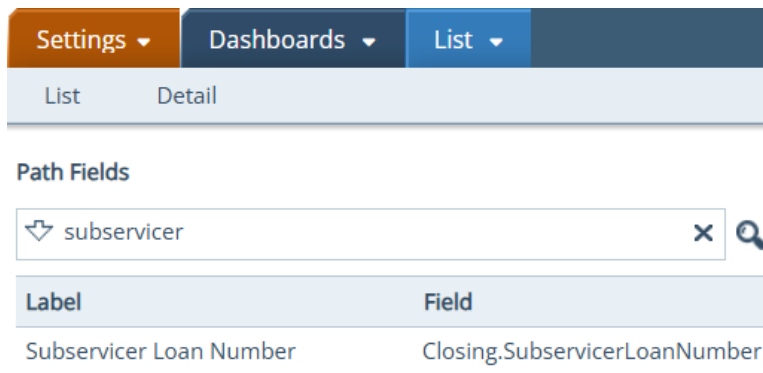 Settings Dashboards List
List Detail
Path Fields
subservicer
Label Field
Subservicer Loan Number Closing.SubservicerLoanNumber